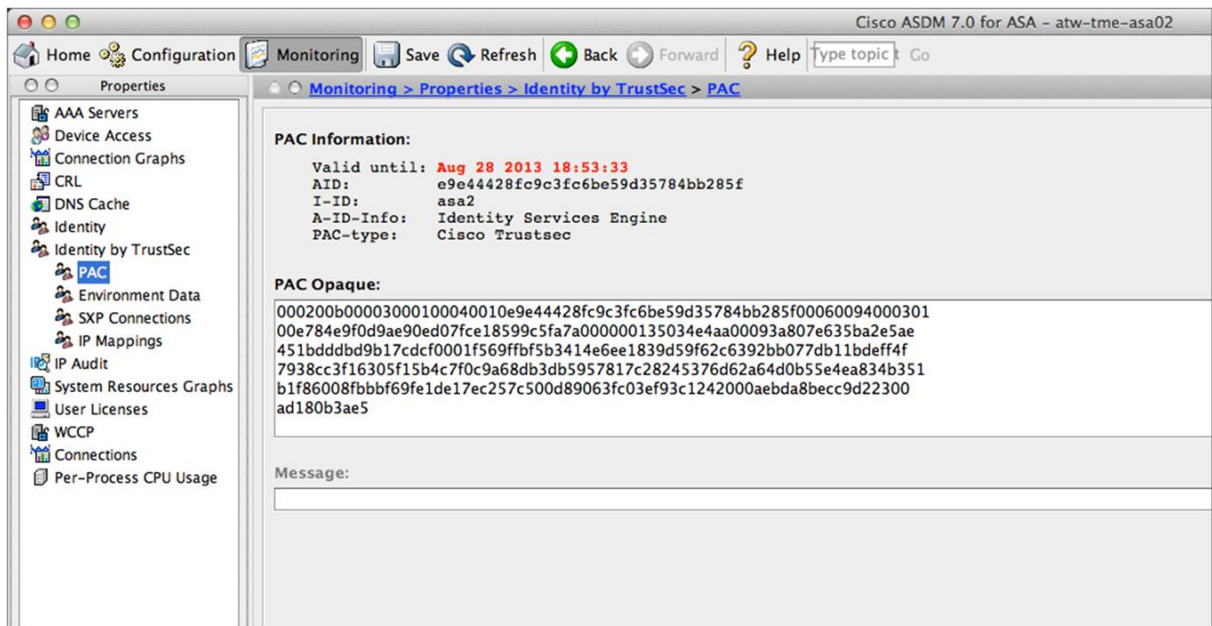 Cisco ASDM 7.0 for ASA - atw-tme-asa02
Home Configuration Monitoring Save Refresh Back Forward Help Type topic Go
Properties
AAA Servers
Device Access
Connection Graphs
CRL
DNS Cache
Identity
Identity by TrustSec
PAC
Environment Data
SXP Connections
IP Mappings
IP Audit
System Resources Graphs
User Licenses
WCCP
Connections
Per-Process CPU Usage
Monitoring > Properties > Identity by TrustSec > PAC
PAC Information:
Valid until: Aug 28 2013 18:53:33
AID: e9e44428fc9c3fc6be59d35784bb285f
I-ID: asa2
A-ID-Info: Identity Services Engine
PAC-type: Cisco Trustsec
PAC Opaque:
000200b00003000100040010e9e44428fc9c3fc6be59d35784bb285f00060094000301
00e784e9f0d9ae90ed07fce18599c5fa7a000000135034e4aa00093a807e635ba2e5ae
451bdddbd9b17cdcf0001f569ffbf5b3414e6ee1839d59f62c6392bb077db11bdeff4f
7938cc3f16305f15b4c7f0c9a68db3db5957817c28245376d62a64d0b55e4ea834b351
b1f86008fbbbf69fe1de17ec257c500d89063fc03ef93c1242000aebda8becc9d22300
ad180b3ae5
Message: